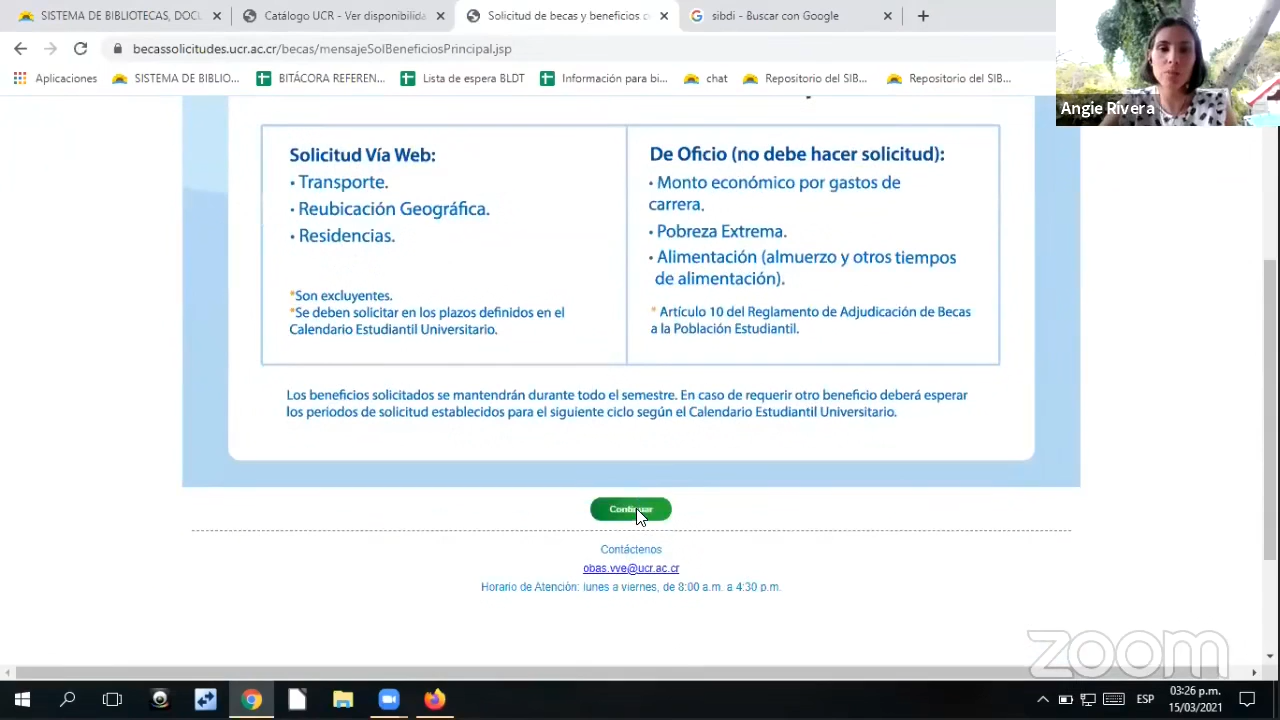 SISTEMA DE BIBLIOTECAS, DOCU
Catálogo UCR - Ver disponibilida
Solicitud de becas y beneficios c
sibdi - Buscar con Google
becassolicitudes.ucr.ac.cr/becas/mensajeSolBeneficiosPrincipal.jsp
Aplicaciones
SISTEMA DE BIBLIO...
BITÁCORA REFEREN...
Lista de espera BLDT
Información para bi...
chat
Repositorio del SIB...
Repositorio del SIB...
Angie Rivera
Solicitud Vía Web:
• Transporte.
• Reubicación Geográfica.
• Residencias.
*Son excluyentes.
*Se deben solicitar en los plazos definidos en el
Calendario Estudiantil Universitario.
De Oficio (no debe hacer solicitud):
• Monto económico por gastos de
carrera.
• Pobreza Extrema.
• Alimentación (almuerzo y otros tiempos
de alimentación).
* Artículo 10 del Reglamento de Adjudicación de Becas
a la Población Estudiantil.
Los beneficios solicitados se mantendrán durante todo el semestre. En caso de requerir otro beneficio deberá esperar
los periodos de solicitud establecidos para el siguiente ciclo según el Calendario Estudiantil Universitario.
Continuar
Contáctenos
obas.vve@ucr.ac.cr
Horario de Atención: lunes a viernes, de 8:00 a.m. a 4:30 p.m.
zoom
ESP
03:26 p.m.
15/03/2021